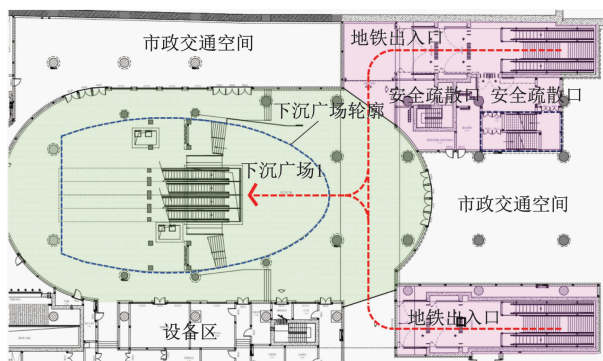 地铁出入口
市政交通空间
安全疏散口
安全疏散口
下沉广场轮廓
下沉广场1
市政交通空间
地铁出入口
设备区